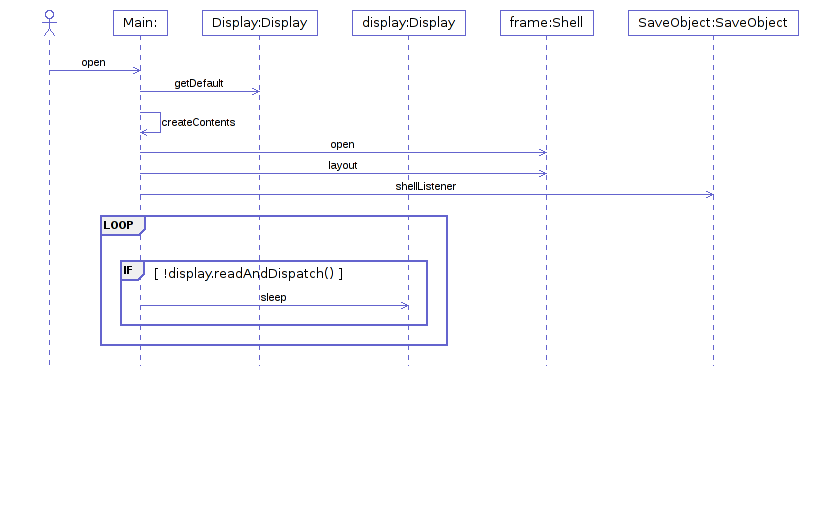 Main:
Display:Display
display:Display
frame:Shell
SaveObject:SaveObject
open
getDefault
createContents
open
layout
shellListener
LOOP
IF [ !display.readAndDispatch() ]
sleep